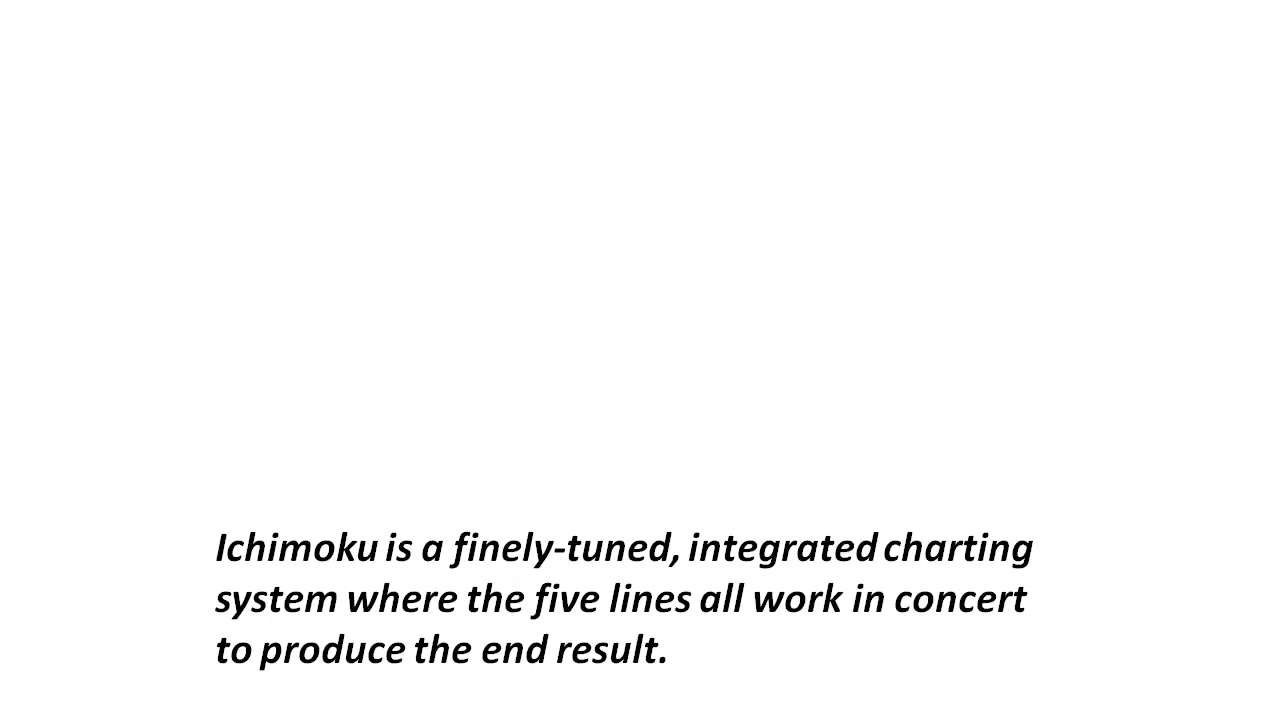 Ichimoku is a finely-tuned, integrated charting
system where the five lines all work in concert
to produce the end result.